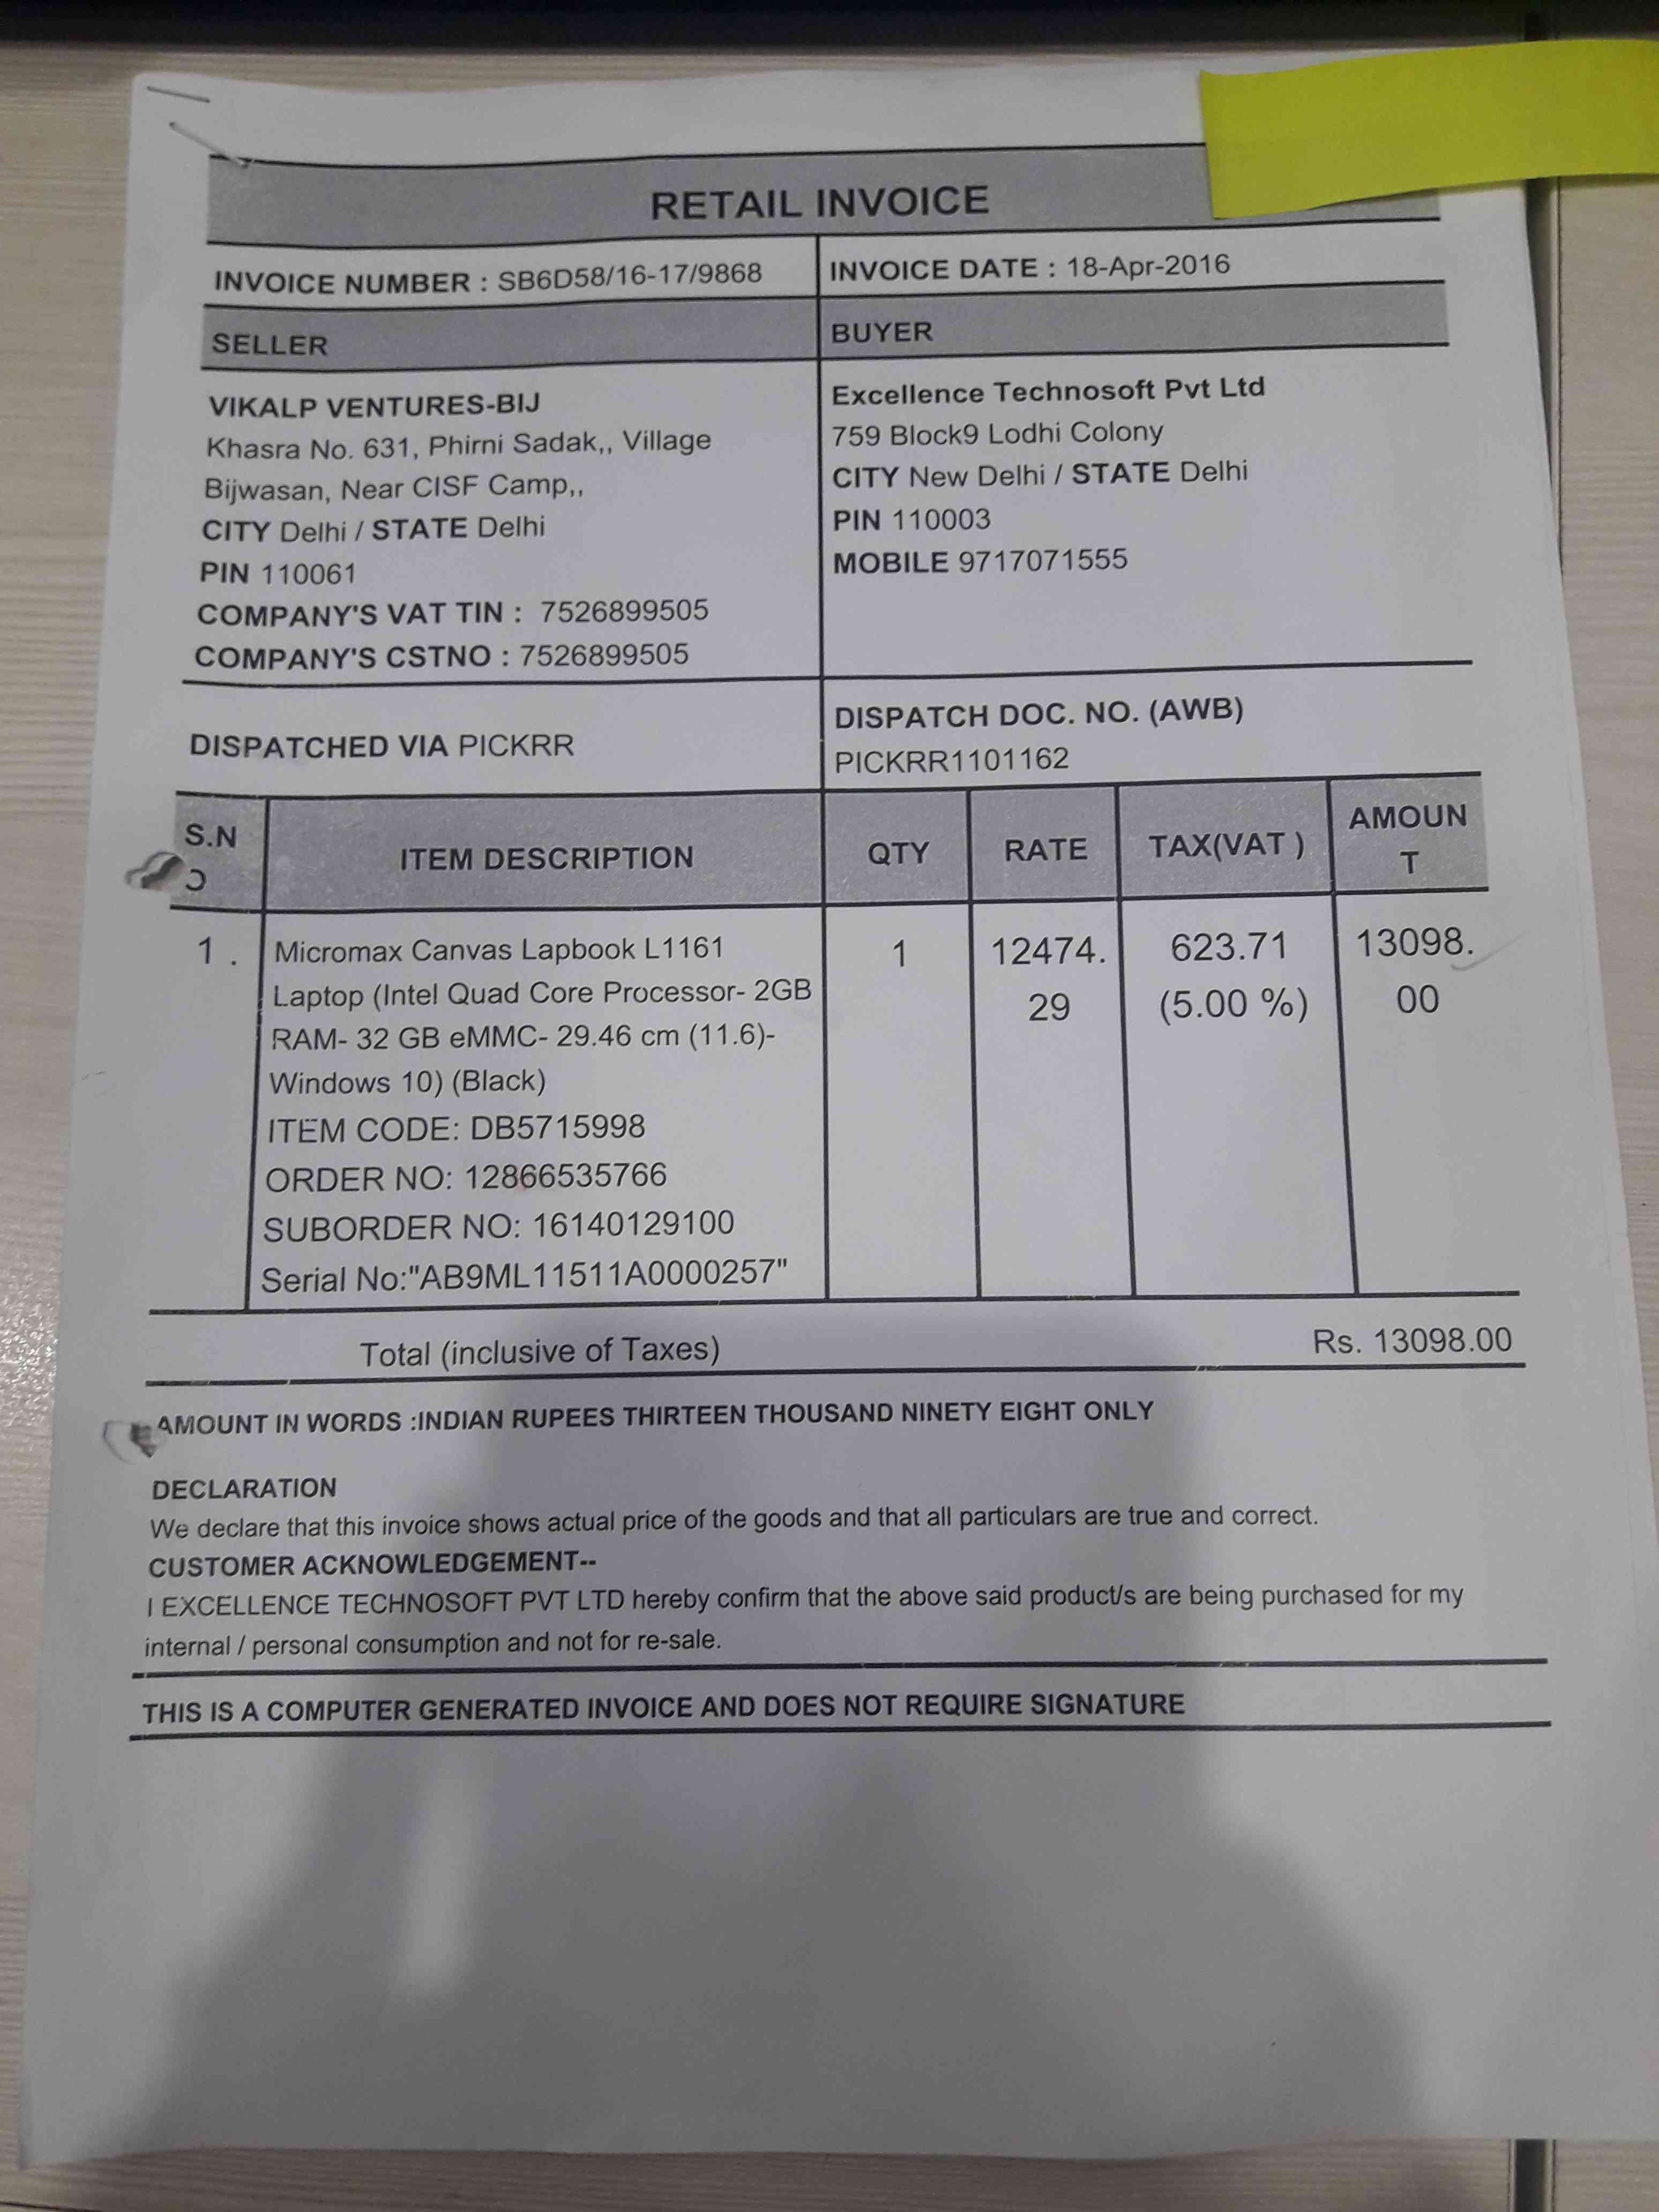 RETAIL INVOICE
INVOICE NUMBER : SB6D58/16-17/9868
INVOICE DATE : 18-Apr-2016
SELLER
BUYER
VIKALP VENTURES-BIJ
Khasra No. 631, Phirni Sadak,, Village
Bijwasan, Near CISF Camp,,
CITY Delhi / STATE Delhi
PIN 110061
COMPANY'S VAT TIN : 7526899505
COMPANY'S CSTNO : 7526899505
Excellence Technosoft Pvt Ltd
759 Block9 Lodhi Colony
CITY New Delhi / STATE Delhi
PIN 110003
MOBILE 9717071555
DISPATCHED VIA PICKRR
DISPATCH DOC. NO. (AWB)
PICKRR1101162
S.N
O
ITEM DESCRIPTION
QTY
RATE
TAX(VAT )
AMOUN
T
1 .
Micromax Canvas Lapbook L1161
Laptop (Intel Quad Core Processor- 2GB
RAM- 32 GB eMMC- 29.46 cm (11.6)-
Windows 10) (Black)
ITEM CODE: DB5715998
ORDER NO: 12866535766
SUBORDER NO: 16140129100
Serial No:"AB9ML11511A0000257"
1
12474.
29
623.71
(5.00 %)
13098.
00
Total (inclusive of Taxes)
Rs. 13098.00
AMOUNT IN WORDS :INDIAN RUPEES THIRTEEN THOUSAND NINETY EIGHT ONLY
DECLARATION
We declare that this invoice shows actual price of the goods and that all particulars are true and correct.
CUSTOMER ACKNOWLEDGEMENT--
I EXCELLENCE TECHNOSOFT PVT LTD hereby confirm that the above said product/s are being purchased for my
internal / personal consumption and not for re-sale.
THIS IS A COMPUTER GENERATED INVOICE AND DOES NOT REQUIRE SIGNATURE